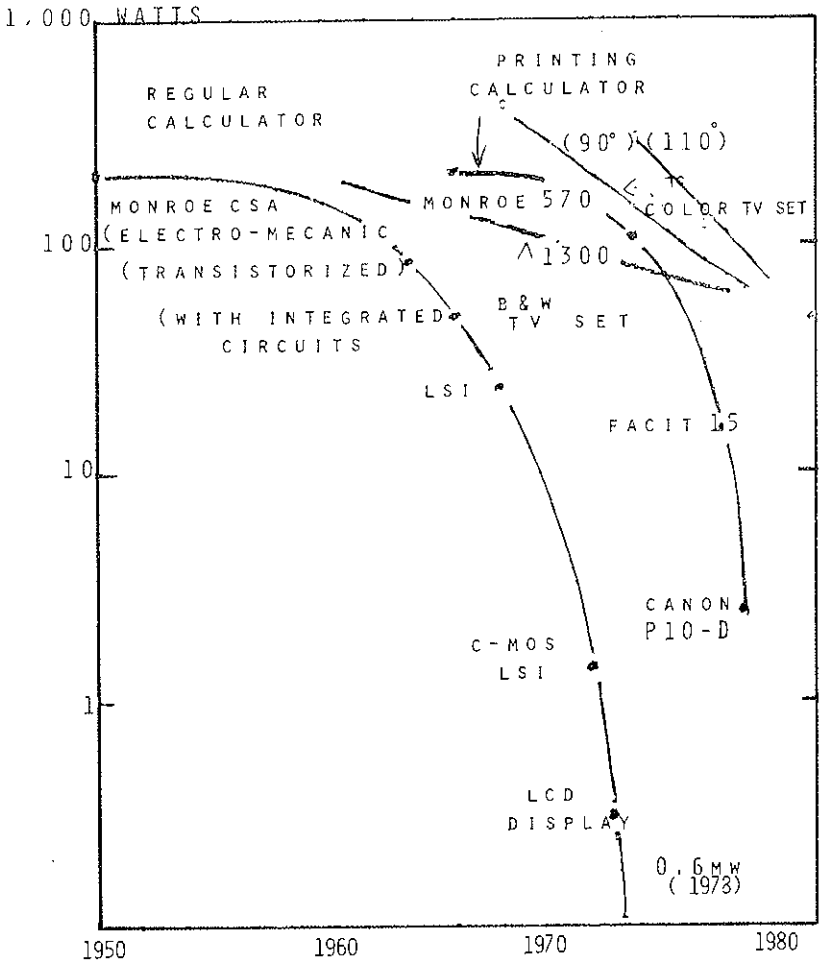 1,000 WATTS
PRINTING
CALCULATOR
REGULAR
CALCULATOR
(90°) (110°)
MONROE 570
COLOR TV SET
MONROE CSA
(ELECTRO-MECANIC
100
1300
(TRANSISTORIZED)
B & W
TV SET
(WITH INTEGRATED
CIRCUITS
LSI
FACIT 15
10
CANON
P10-D
C-MOS
LSI
1
LCD
DISPLAY
0.6 MW
(1978)
1950
1960
1970
1980